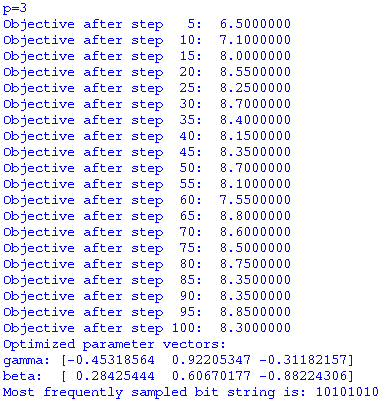 p=3
Objective after step   5:  6.5000000
Objective after step  10:  7.1000000
Objective after step  15:  8.0000000
Objective after step  20:  8.5500000
Objective after step  25:  8.2500000
Objective after step  30:  8.7000000
Objective after step  35:  8.4000000
Objective after step  40:  8.1500000
Objective after step  45:  8.3500000
Objective after step  50:  8.7000000
Objective after step  55:  8.1000000
Objective after step  60:  7.5500000
Objective after step  65:  8.8000000
Objective after step  70:  8.6000000
Objective after step  75:  8.5000000
Objective after step  80:  8.7500000
Objective after step  85:  8.3500000
Objective after step  90:  8.3500000
Objective after step  95:  8.8500000
Objective after step 100:  8.3000000
Optimized parameter vectors:
gamma: [-0.45318564  0.92205347 -0.31182157]
beta:  [ 0.28425444  0.60670177 -0.88224306]
Most frequently sampled bit string is: 10101010